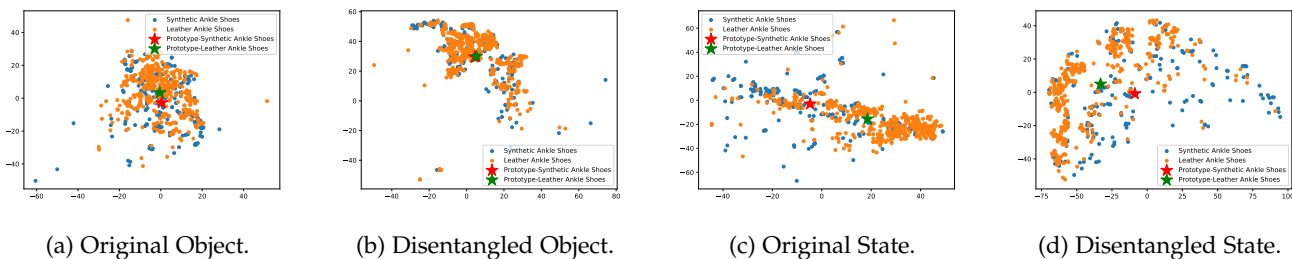 40
20
0
−20
−40
−60 −40 −20 0 20 40
Synthetic Ankle Shoes
Leather Ankle Shoes
Prototype-Synthetic Ankle Shoes
Prototype-Leather Ankle Shoes
(a) Original Object.
60
40
20
0
−20
−40
−40 −20 0 20 40 60 80
Synthetic Ankle Shoes
Leather Ankle Shoes
Prototype-Synthetic Ankle Shoes
Prototype-Leather Ankle Shoes
(b) Disentangled Object.
60
40
20
0
−20
−40
−60
−40 −20 0 20 40
Synthetic Ankle Shoes
Leather Ankle Shoes
Prototype-Synthetic Ankle Shoes
Prototype-Leather Ankle Shoes
(c) Original State.
40
20
0
−20
−40
−75 −50 −25 0 25 50 75 100
Synthetic Ankle Shoes
Leather Ankle Shoes
Prototype-Synthetic Ankle Shoes
Prototype-Leather Ankle Shoes
(d) Disentangled State.